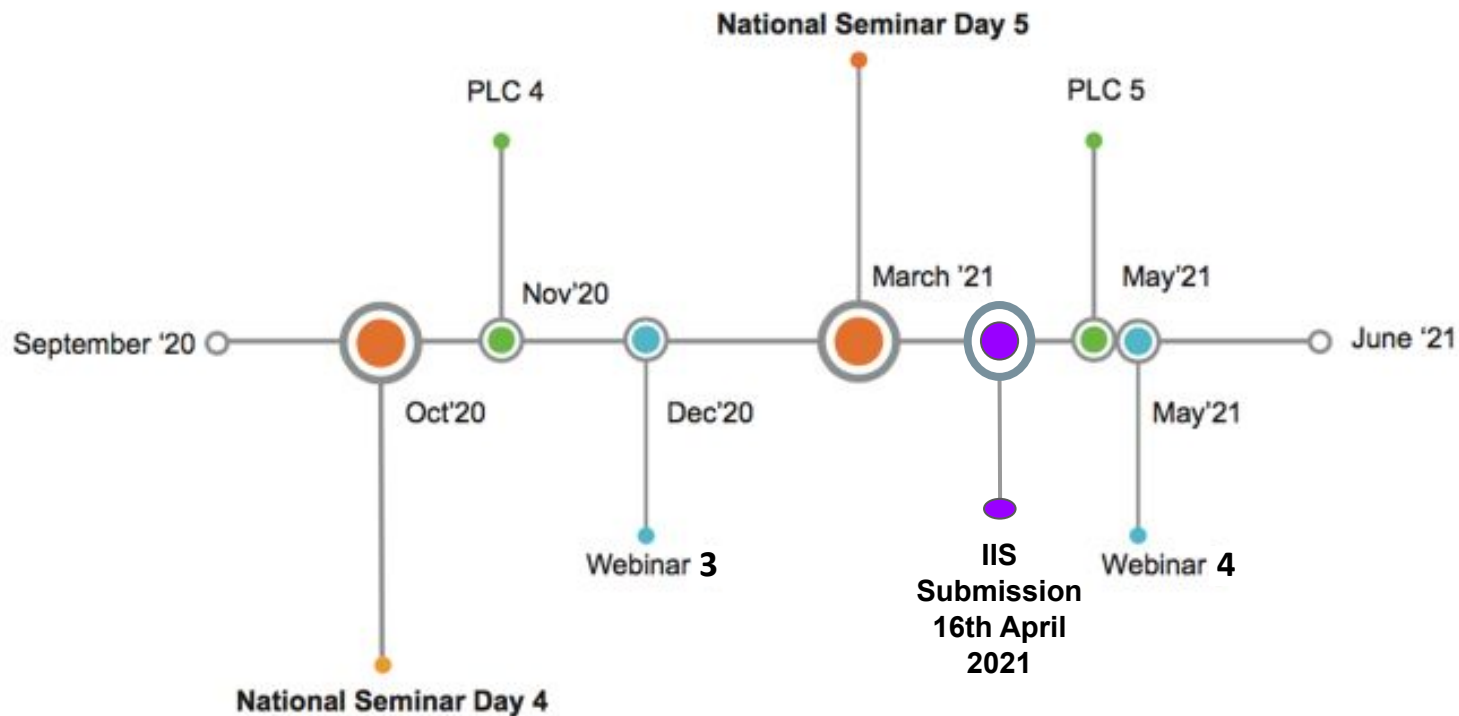 National Seminar Day 5
PLC 4
PLC 5
March ’21
May’21
Nov’20
September ‘20
June ‘21
Oct’20
Dec’20
May’21
Webinar 3
IIS
Submission
16th April
2021
Webinar 4
National Seminar Day 4